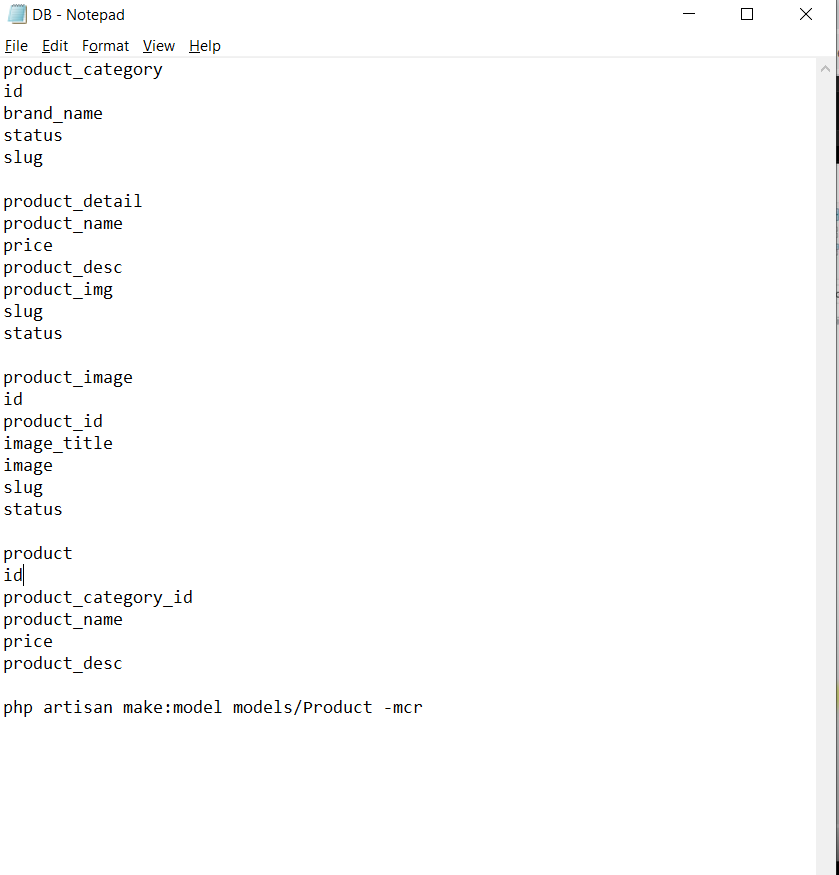 DB - Notepad
File Edit Format View Help
product_category
id
brand_name
status
slug
product_detail
product_name
price
product_desc
product_img
slug
status
product_image
id
product_id
image_title
image
slug
status
product
id
product_category_id
product_name
price
product_desc
php artisan make:model models/Product -mcr